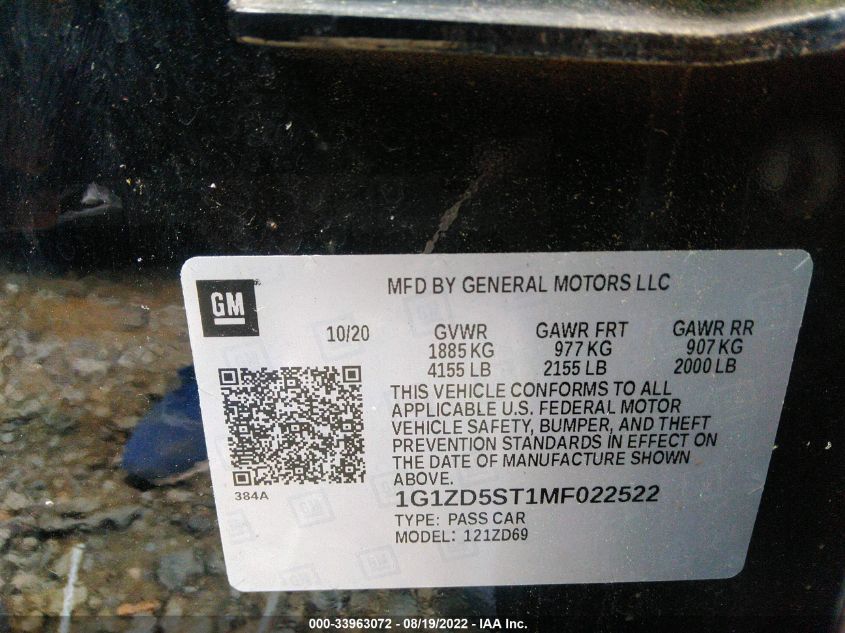 GM
MFD BY GENERAL MOTORS LLC
10/20 GVWR GAWR FRT GAWR RR
1885 KG 977 KG 907 KG
4155 LB 2155 LB 2000 LB
THIS VEHICLE CONFORMS TO ALL
APPLICABLE U.S. FEDERAL MOTOR
VEHICLE SAFETY, BUMPER, AND THEFT
PREVENTION STANDARDS IN EFFECT ON
THE DATE OF MANUFACTURE SHOWN
ABOVE.
384A
1G1ZD5ST1MF022522
TYPE: PASS CAR
MODEL: 121ZD69
000-33963072 - 08/19/2022 - IAA Inc.